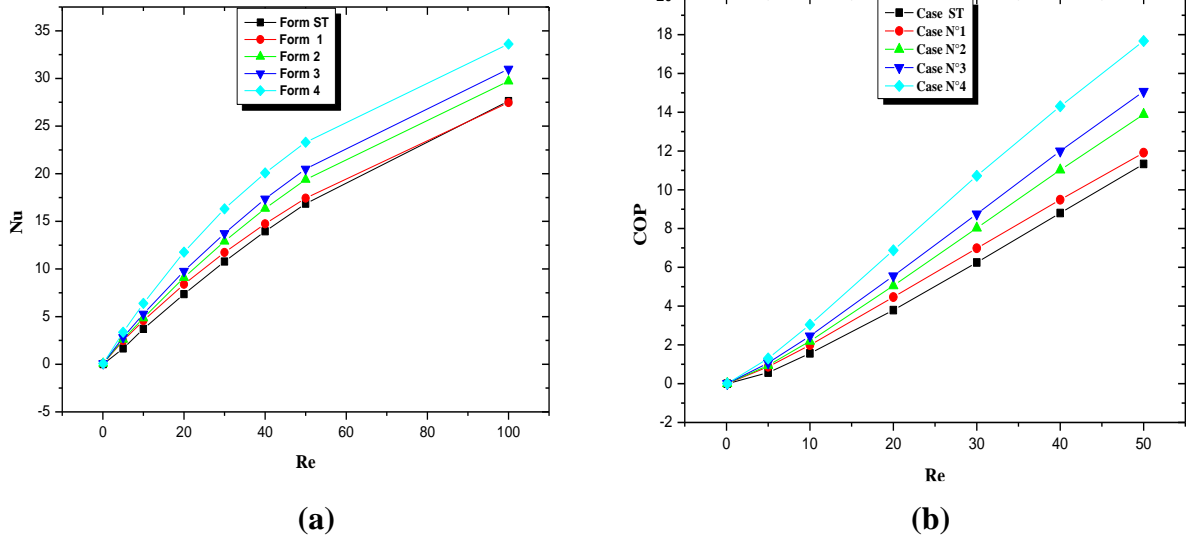 Form ST
Form 1
Form 2
Form 3
Form 4
35
30
25
20
15
10
5
0
-5
Nu
0 20 40 60 80 100
Re
(a)
Case ST
Case N°1
Case N°2
Case N°3
Case N°4
18
16
14
12
10
8
6
4
2
0
-2
COP
0 10 20 30 40 50
Re
(b)